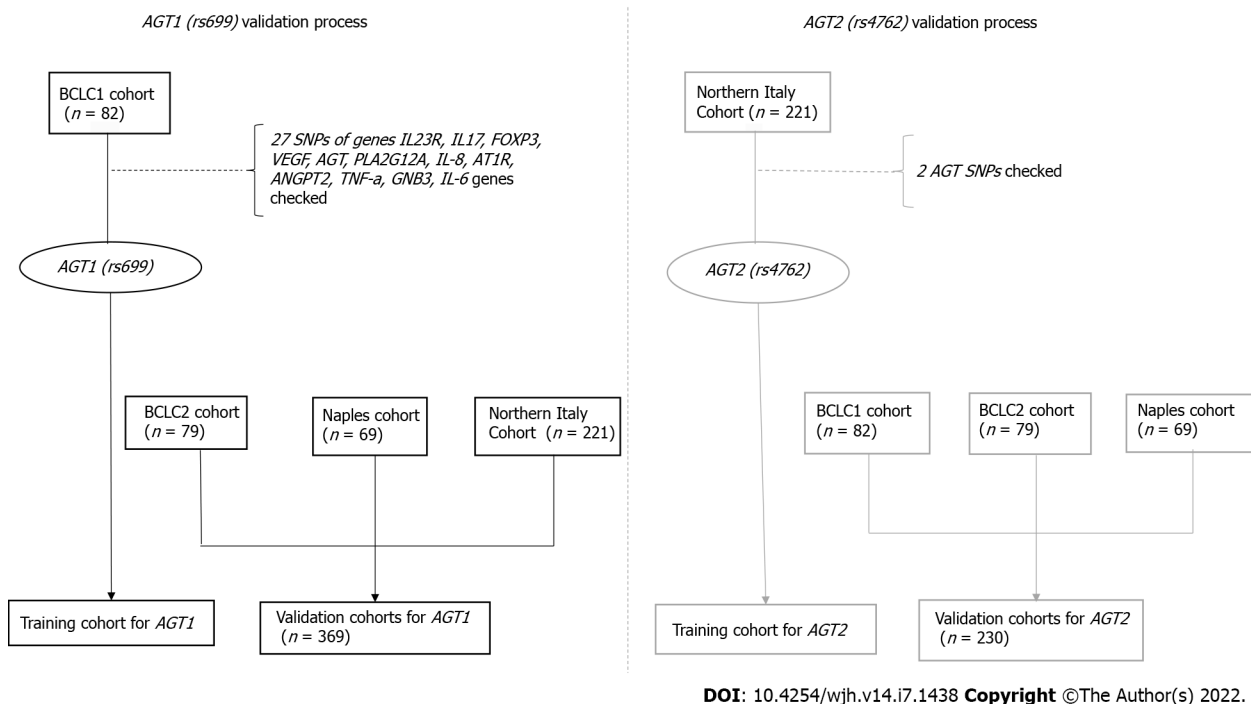 AGT1 (rs699) validation process
BCLC1 cohort
(n = 82)
27 SNPs of genes IL23R, IL17, FOXP3,
VEGF, AGT, PLA2G12A, IL-8, AT1R,
ANGPT2, TNF-a, GNB3, IL-6 genes
checked
AGT1 (rs699)
BCLC2 cohort
(n = 79)
Naples cohort
(n = 69)
Northern Italy
Cohort (n = 221)
Training cohort for AGT1
Validation cohorts for AGT1
(n = 369)
AGT2 (rs4762) validation process
Northern Italy
Cohort (n = 221)
2 AGT SNPs checked
AGT2 (rs4762)
BCLC1 cohort
(n = 82)
BCLC2 cohort
(n = 79)
Naples cohort
(n = 69)
Training cohort for AGT2
Validation cohorts for AGT2
(n = 230)
DOI: 10.4254/wjh.v14.i7.1438 Copyright ©The Author(s) 2022.